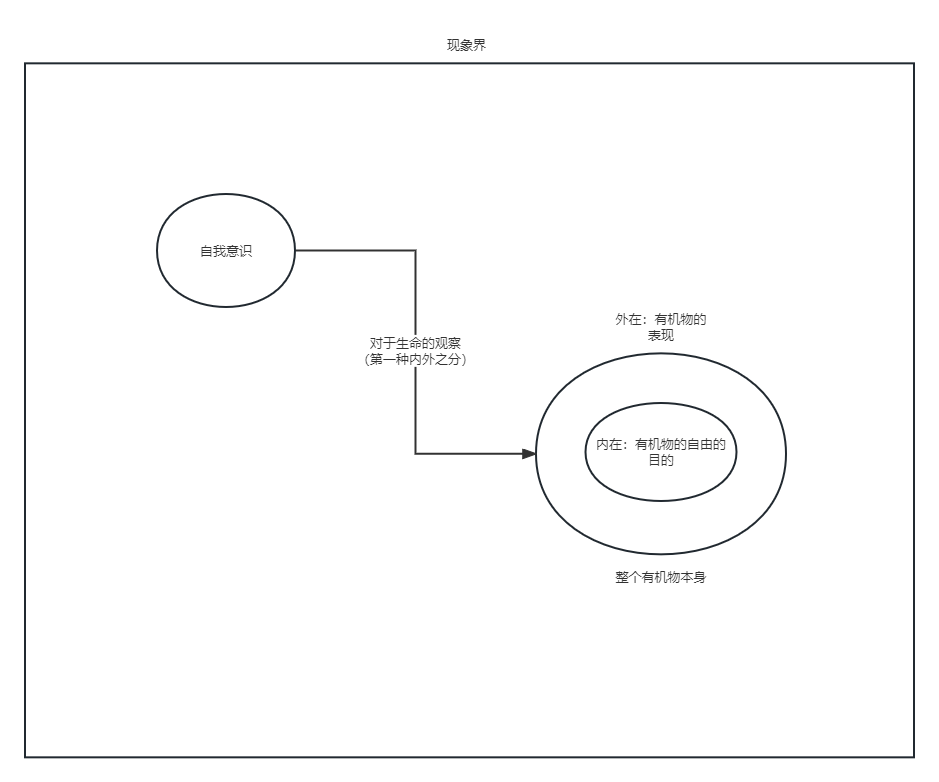 现象界
自我意识
对于生命的观察
（第一种内外之分）
外在：有机物的
表现
内在：有机物的自由的
目的
整个有机物本身